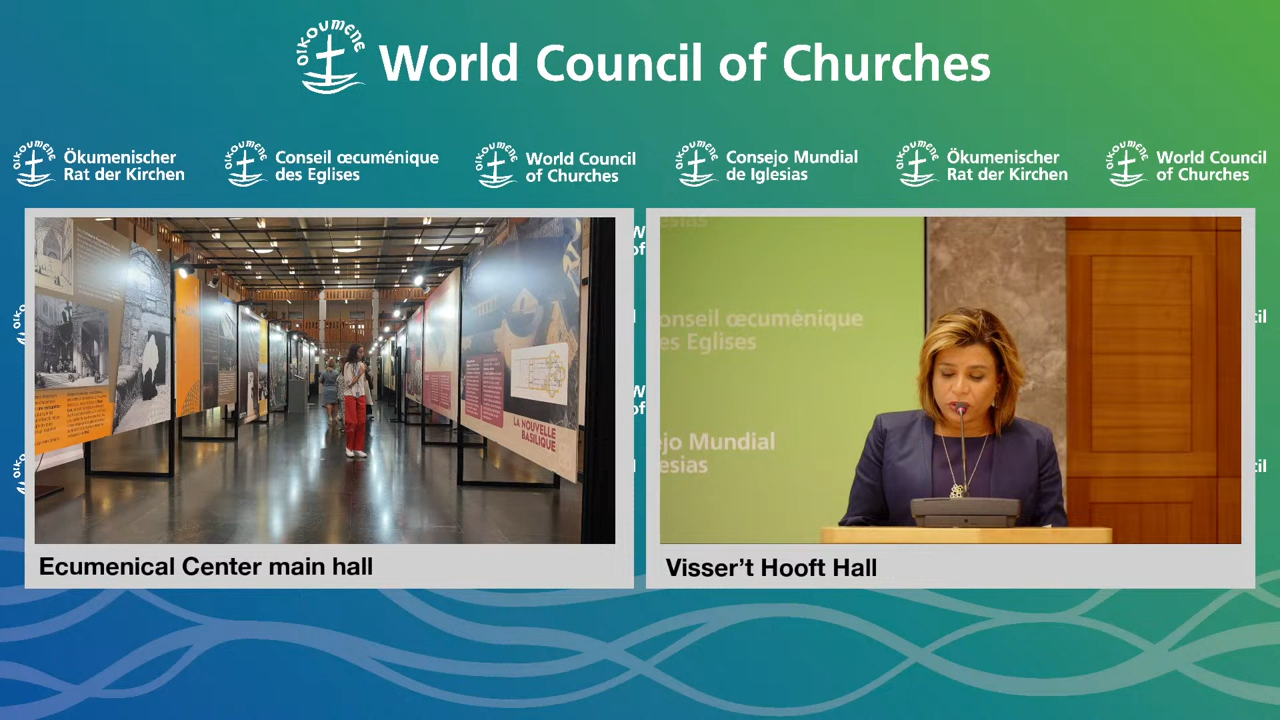 OIKOUMENE
World Council of Churches
OIKOUMENE
Ökumenischer
Rat der Kirchen
OIKOUMENE
Conseil œcuménique
des Eglises
OIKOUMENE
World Council
of Churches
OIKOUMENE
Consejo Mundial
de Iglesias
OIKOUMENE
Ökumenischer
Rat der Kirchen
OIKOUMENE
World Council
of Churches
LA NOUVELLE
BASILIQUE
onseil œcuménique
es Eglises
ejo Mundial
esias
Ecumenical Center main hall
Visser’t Hooft Hall